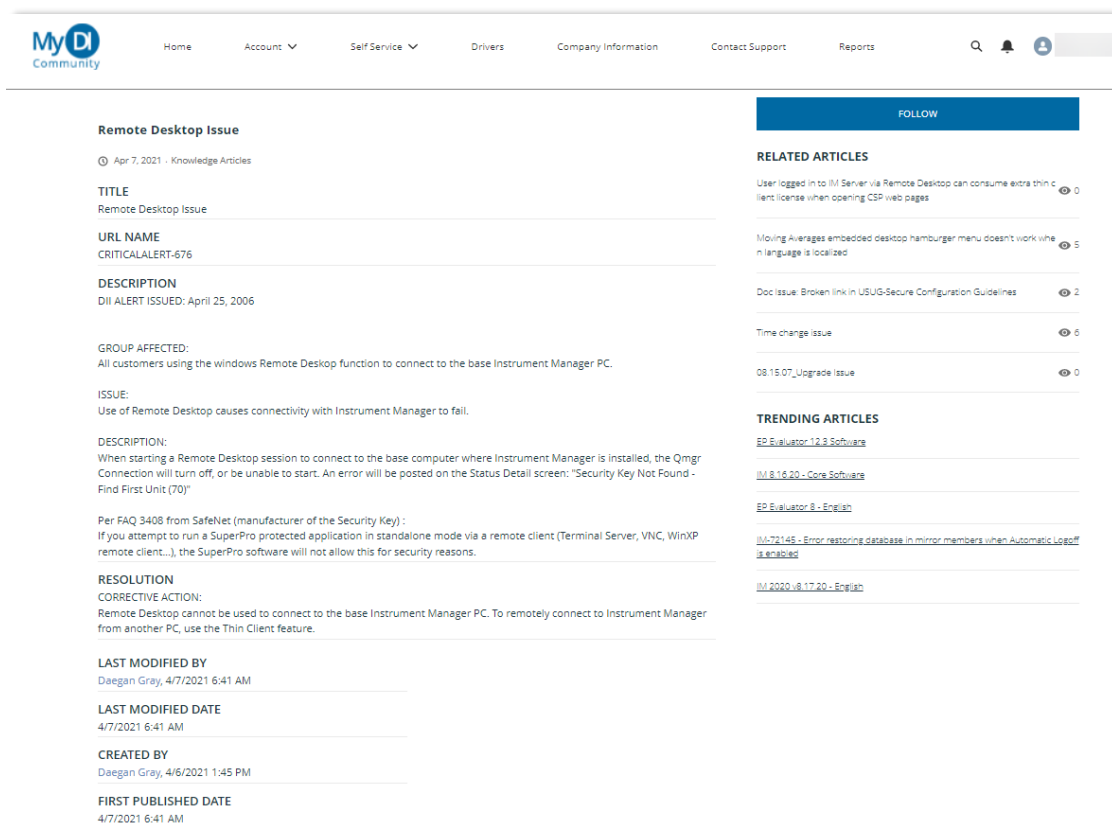 My DI
Community
Home
Account
Self Service
Drivers
Company Information
Contact Support
Reports
Remote Desktop Issue
Apr 7, 2021 · Knowledge Articles
TITLE
Remote Desktop Issue
URL NAME
CRITICALALERT-676
DESCRIPTION
DII ALERT ISSUED: April 25, 2006
GROUP AFFECTED:
All customers using the windows Remote Deskop function to connect to the base Instrument Manager PC.
ISSUE:
Use of Remote Desktop causes connectivity with Instrument Manager to fail.
DESCRIPTION:
When starting a Remote Desktop session to connect to the base computer where Instrument Manager is installed, the Qmgr
Connection will turn off, or be unable to start. An error will be posted on the Status Detail screen: "Security Key Not Found -
Find First Unit (70)"
Per FAQ 3408 from SafeNet (manufacturer of the Security Key) :
If you attempt to run a SuperPro protected application in standalone mode via a remote client (Terminal Server, VNC, WinXP
remote client...), the SuperPro software will not allow this for security reasons.
RESOLUTION
CORRECTIVE ACTION:
Remote Desktop cannot be used to connect to the base Instrument Manager PC. To remotely connect to Instrument Manager
from another PC, use the Thin Client feature.
LAST MODIFIED BY
Daegan Gray, 4/7/2021 6:41 AM
LAST MODIFIED DATE
4/7/2021 6:41 AM
CREATED BY
Daegan Gray, 4/6/2021 1:45 PM
FIRST PUBLISHED DATE
4/7/2021 6:41 AM
FOLLOW
RELATED ARTICLES
User logged in to IM Server via Remote Desktop can consume extra thin c
lient license when opening CSP web pages
0
Moving Averages embedded desktop hamburger menu doesn't work whe
n language is localized
5
Doc Issue: Broken link in USUG-Secure Configuration Guidelines
2
Time change issue
6
08.15.07_Upgrade Issue
0
TRENDING ARTICLES
EP Evaluator 12.3 Software
IM 8.16.20 - Core Software
EP Evaluator 8 - English
IM-72145 - Error restoring database in mirror members when Automatic Logoff
is enabled
IM 2020 v8.17.20 - English